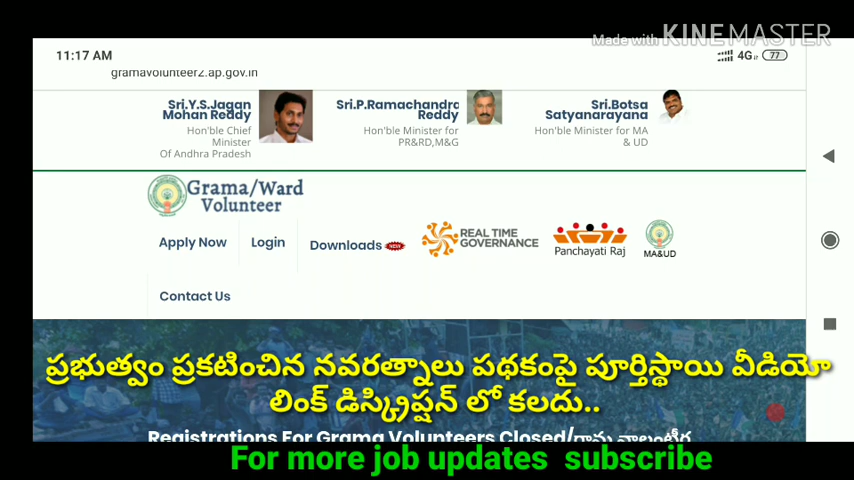 Made with KINEMASTER
11:17 AM
4G
77
gramavolunteer2.ap.gov.in
Sri.Y.S.Jagan
Mohan Reddy
Hon'ble Chief
Minister
Of Andhra Pradesh
Sri.P.Ramachandra
Reddy
Hon'ble Minister for
PR&RD,M&G
Sri.Botsa
Satyanarayana
Hon'ble Minister for MA
& UD
Grama/Ward
Volunteer
Apply Now
Login
Downloads NEW
REAL TIME
GOVERNANCE
Panchayati Raj
MA&UD
Contact Us
ప్రభుత్వం ప్రకటించిన నవరత్నాలు పథకంపై పూర్తిస్థాయి వీడియో
లింక్ డిస్క్రిప్షన్ లో కలదు..
Registrations For Grama Volunteers Closed/గ్రామ వాలంటీర్ల
For more job updates subscribe